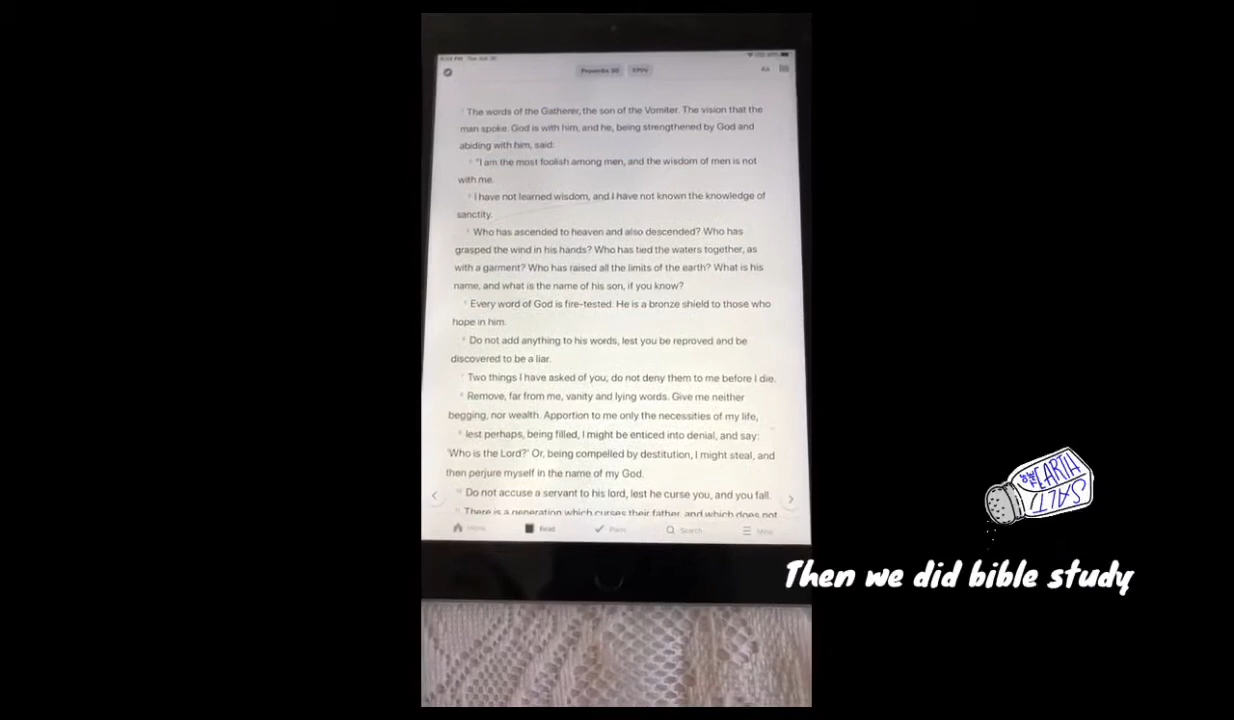 Proverbs 30 CPDV
AA
1 The words of the Gatherer, the son of the Vomiter. The vision that the
man spoke. God is with him, and he, being strengthened by God and
abiding with him, said:
"I am the most foolish among men, and the wisdom of men is not
with me.
I have not learned wisdom, and I have not known the knowledge of
sanctity.
Who has ascended to heaven and also descended? Who has
grasped the wind in his hands? Who has tied the waters together, as
with a garment? Who has raised all the limits of the earth? What is his
name, and what is the name of his son, if you know?
Every word of God is fire-tested. He is a bronze shield to those who
hope in him.
Do not add anything to his words, lest you be reproved and be
discovered to be a liar.
Two things I have asked of you; do not deny them to me before I die.
Remove, far from me, vanity and lying words. Give me neither
begging, nor wealth. Apportion to me only the necessities of my life,
lest perhaps, being filled, I might be enticed into denial, and say:
'Who is the Lord?' Or, being compelled by destitution, I might steal, and
then perjure myself in the name of my God.
Do not accuse a servant to his lord, lest he curse you, and you fall.
There is a generation which curses their father, and which does not
Home Read Plans Search More
SALT
of the EARTH
Then we did bible study